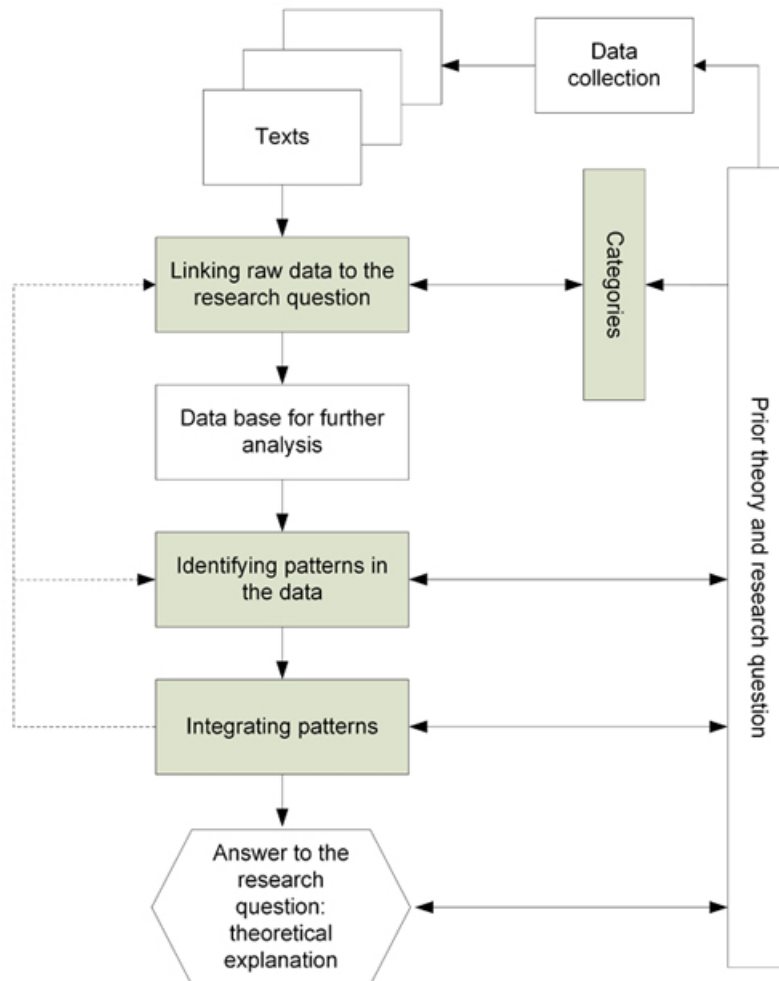 Data
collection
Texts
Linking raw data to the
research question
Categories
Data base for further
analysis
Identifying patterns in
the data
Integrating patterns
Prior theory and research question
Answer to the
research
question:
theoretical
explanation